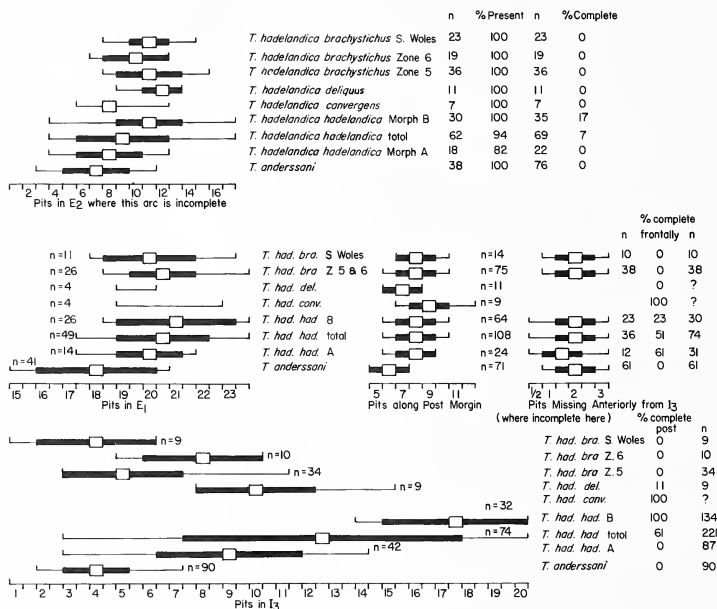 n % Present n % Complete
T. hadelandica brachystichus S. Woles 23 100 23 0
T. hadelandica brachystichus Zone 6 19 100 19 0
T hedelandica brachystichus Zone 5 36 100 36 0
T. hadelandica deliquus 11 100 11 0
T hadelandica convergens 7 100 7 0
T. hadelandica hadelandica Morph B 30 100 35 17
T. hadelandica hadelandica total 62 94 69 7
T hadelandica hadelandica Morph A 18 82 22 0
T. anderssani 38 100 76 0
2 4 6 8 10 12 14 16
Pits in E2 where this arc is incomplete
% complete
n frontally n
n=11 T. had. bra. S Woles n=14 10 0 10
n=26 T. had. bra. Z 5 & 6 n=75 38 0 38
n=4 T. had. del. n=11 0 ?
n=4 T. had. conv. n=9 100 ?
n=26 T. had. had B n=64 23 23 30
n=49 T. had. had. total n=108 36 51 74
n=14 T. had. had. A n=24 12 61 31
n=41 T anderssani n=71 61 0 61
15 16 17 18 19 20 21 22 23
Pits in E1
5 7 9 11
Pits along Post Margin
1/2 1 2 3
Pits Missing Anteriorly from I3
(where incomplete here)
% complete
post n
n=9 T. had. bra. S. Woles 0 9
n=10 T. had. bra Z. 6 0 10
n=34 T. had. bra Z. 5 0 34
n=9 T. had. del. 11 9
T. had. conv. 100 ?
n=32 T. had. had. B 100 134
n=74 T. had. had total 61 221
n=42 T. had. had. A 0 87
n=90 T. anderssani 0 90
1 2 3 4 5 6 7 8 9 10 11 12 13 14 15 16 17 18 19 20
Pits in I3